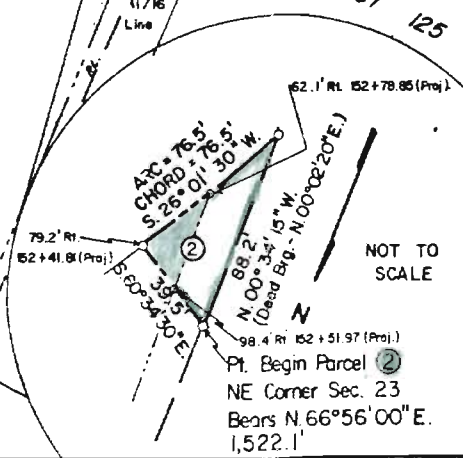 1/16
Line
125
62.1' Rt. 152+78.85 (Proj.)
ARC = 76.5'
CHORD = 76.5'
S. 26° 01' 30" W.
79.2' Rt.
152+41.81 (Proj.)
2
88.2'
N. 00° 34' 15" W.
(Deed Brg. - N. 00°02'20"E.)
NOT TO
SCALE
39.5'
S. 60° 34' 30" E.
N
98.4' Rt. 152+51.97 (Proj.)
Pt. Begin Parcel 2
NE Corner Sec. 23
Bears N. 66°56'00" E.
1,522.1'